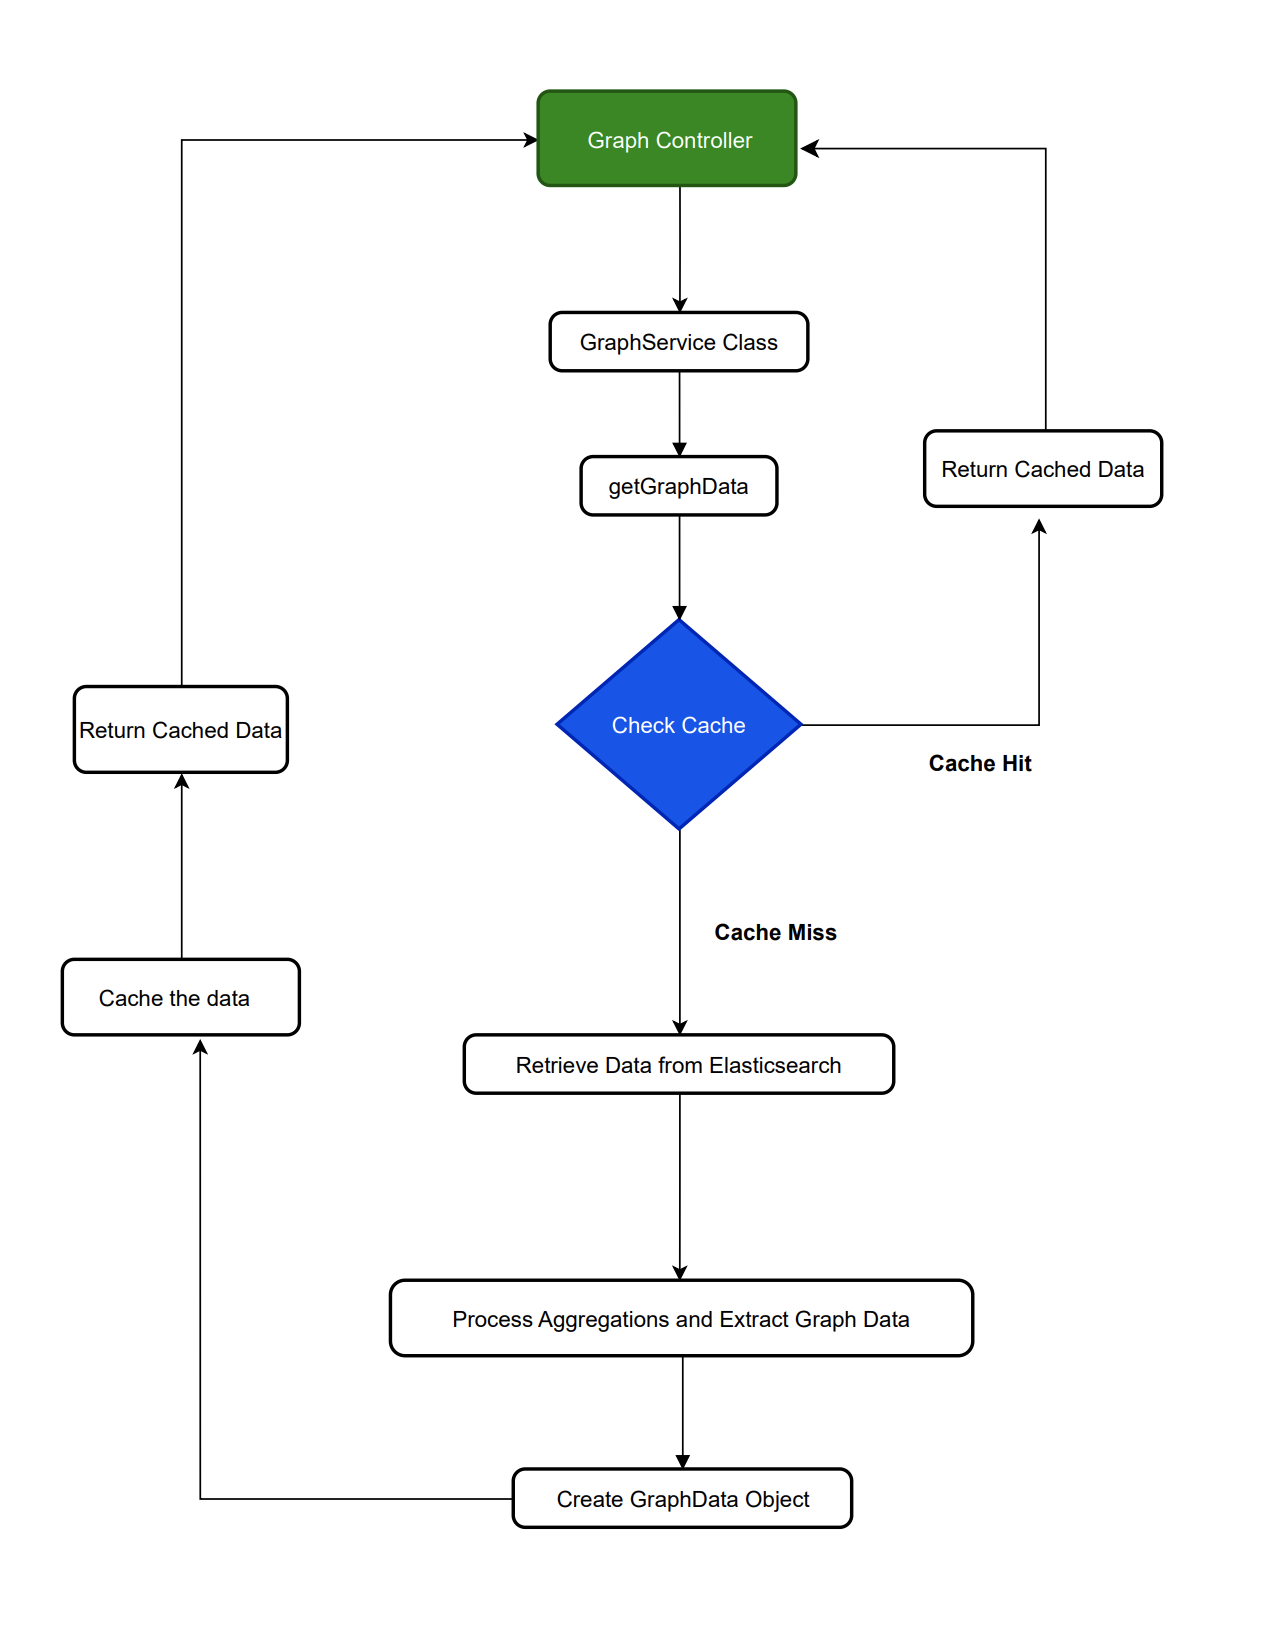 Graph Controller
GraphService Class
getGraphData
Return Cached Data
Check Cache
Cache Hit
Return Cached Data
Cache Miss
Cache the data
Retrieve Data from Elasticsearch
Process Aggregations and Extract Graph Data
Create GraphData Object